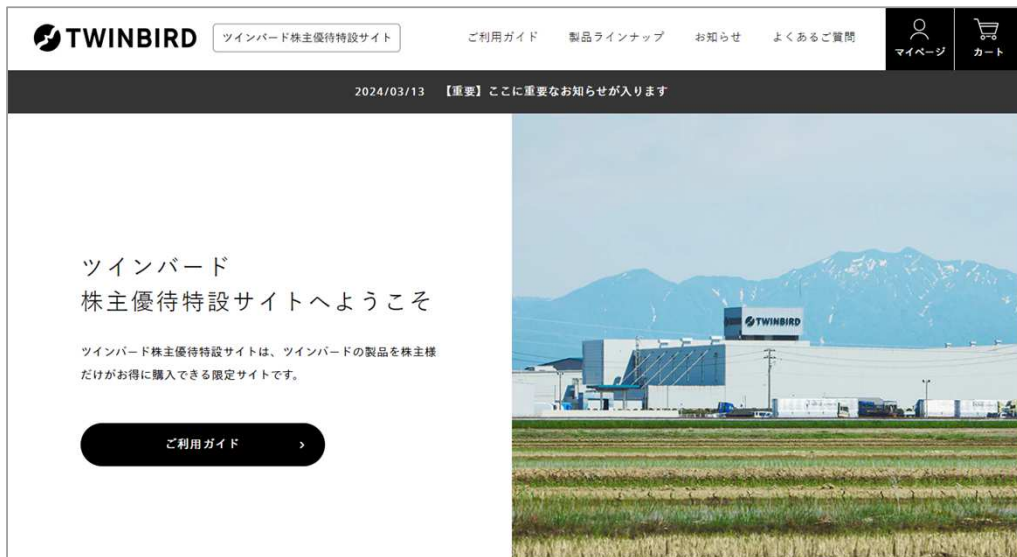 TWINBIRD
ツインバード株主優待特設サイト
ご利用ガイド
製品ラインナップ
お知らせ
よくあるご質問
マイページ
カート
2024/03/13 【重要】ここに重要なお知らせが入ります
ツインバード
株主優待特設サイトへようこそ
ツインバード株主優待特設サイトは、ツインバードの製品を株主様
だけがお得に購入できる限定サイトです。
ご利用ガイド
TWINBIRD